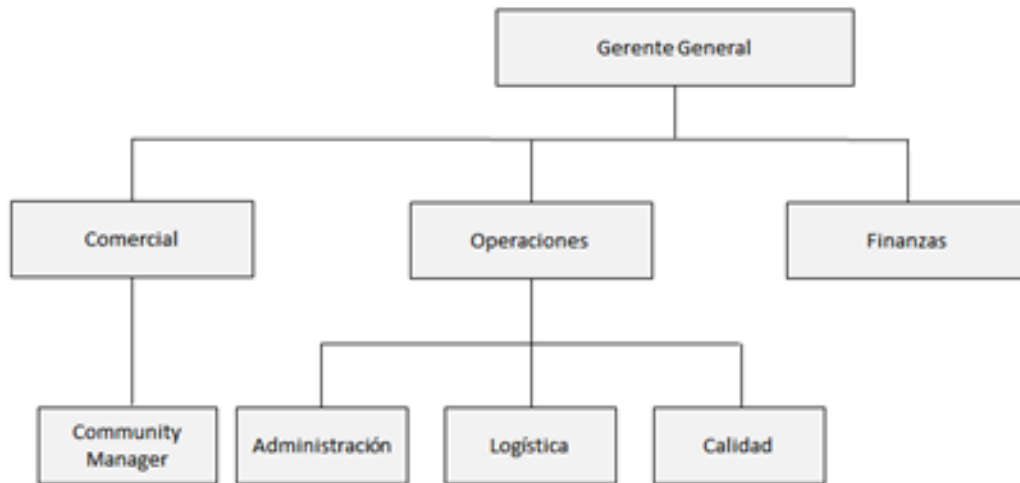 Gerente General
Comercial
Operaciones
Finanzas
Community
Manager
Administración
Logística
Calidad